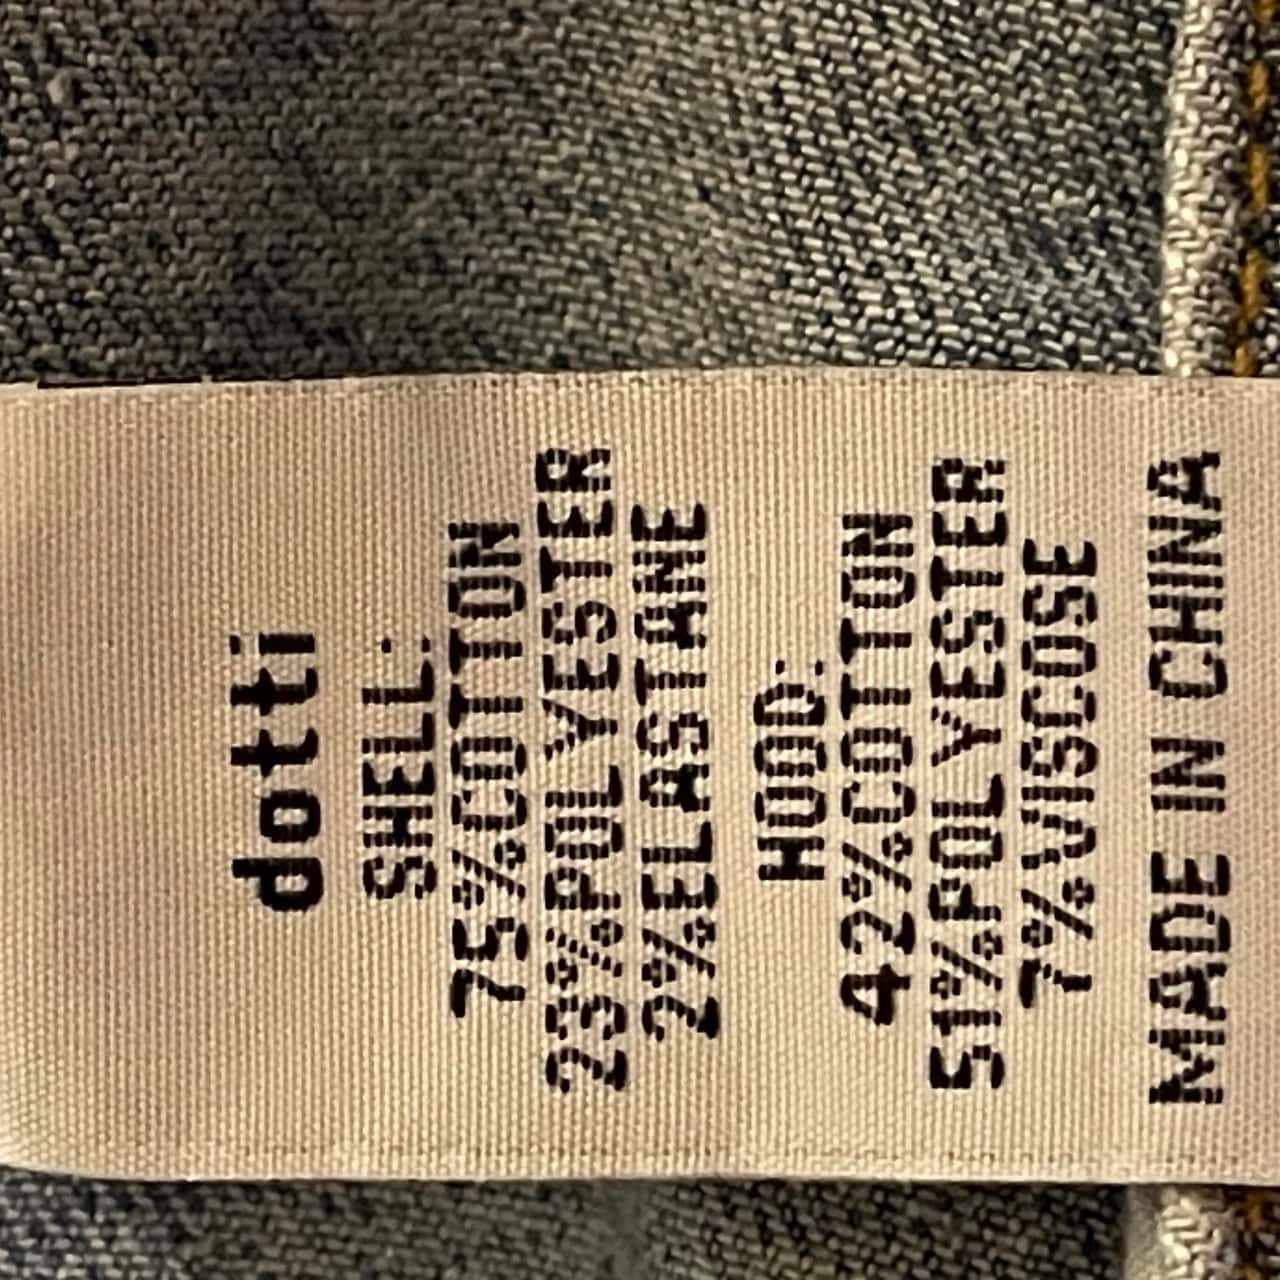 dotti
SHELL:
75%COTTON
23%POLYESTER
2%ELASTANE
HOOD:
42%COTTON
51%POLYESTER
7%VISCOSE
MADE IN CHINA